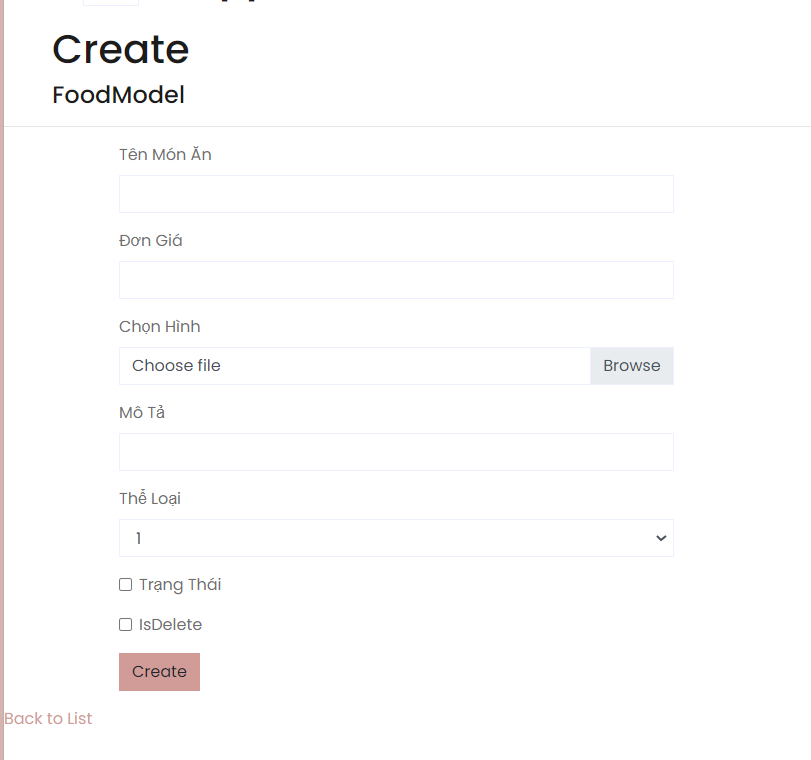 Create
FoodModel
Tên Món Ăn
Đơn Giá
Chọn Hình
Choose file Browse
Mô Tả
Thể Loại
1
Trạng Thái
IsDelete
Create
Back to List